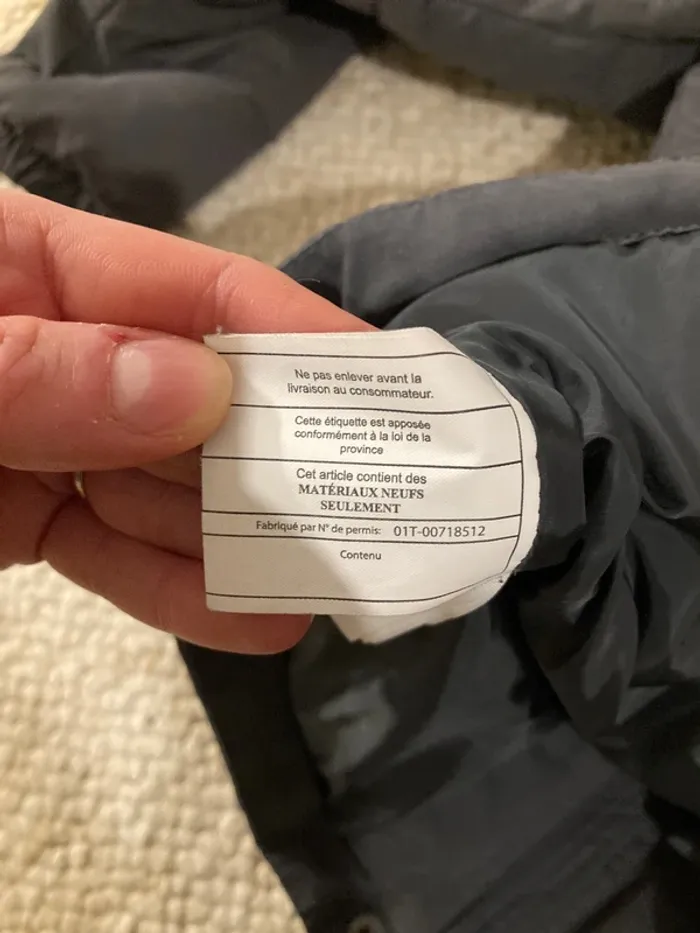 Ne pas enlever avant la
livraison au consommateur.
Cette étiquette est apposée
conformément à la loi de la
province
Cet article contient des
MATÉRIAUX NEUFS
SEULEMENT
Fabriqué par N° de permis: 01T-00718512
Contenu